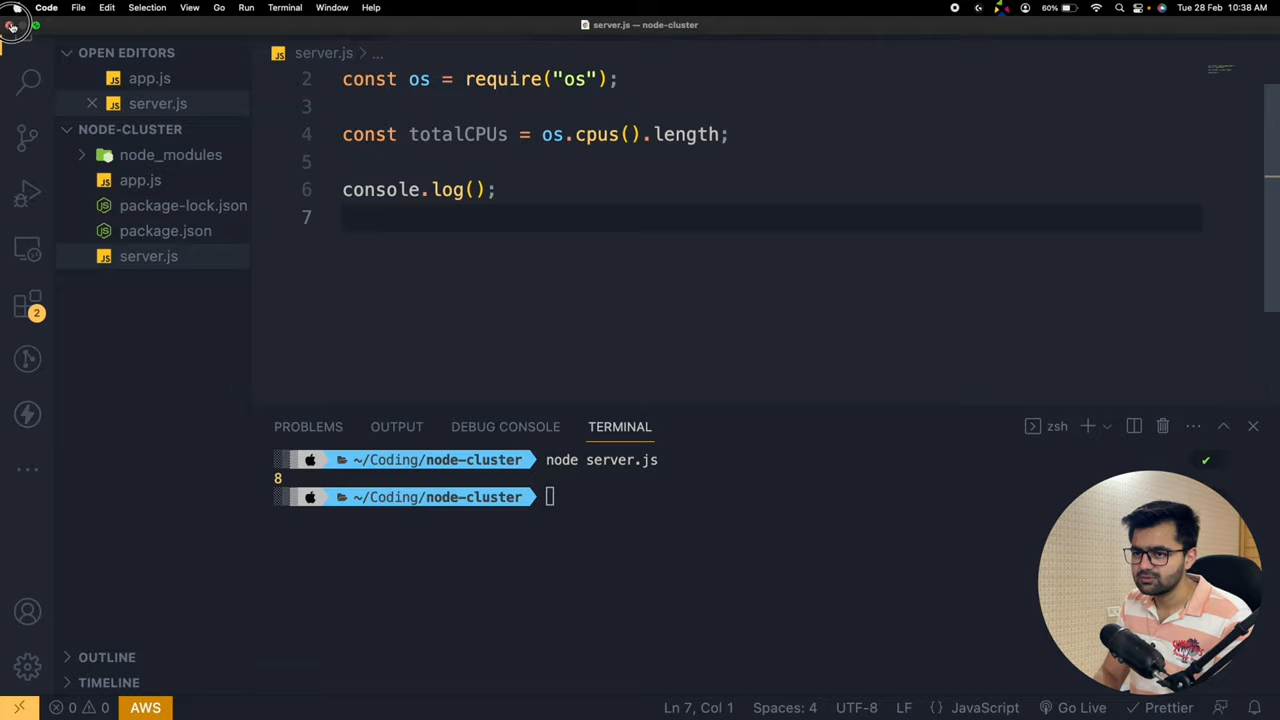 Code File Edit Selection View Go Run Terminal Window Help 60% Tue 28 Feb 10:38 AM
server.js — node-cluster
OPEN EDITORS
app.js
server.js
NODE-CLUSTER
node_modules
app.js
package-lock.json
package.json
server.js
server.js > ...
2 const os = require("os");
3
4 const totalCPUs = os.cpus().length;
5
6 console.log();
7
2
PROBLEMS OUTPUT DEBUG CONSOLE TERMINAL
zsh
~/Coding/node-cluster node server.js
8
~/Coding/node-cluster
OUTLINE
TIMELINE
0 0 AWS
Ln 7, Col 1 Spaces: 4 UTF-8 LF {} JavaScript Go Live Prettier